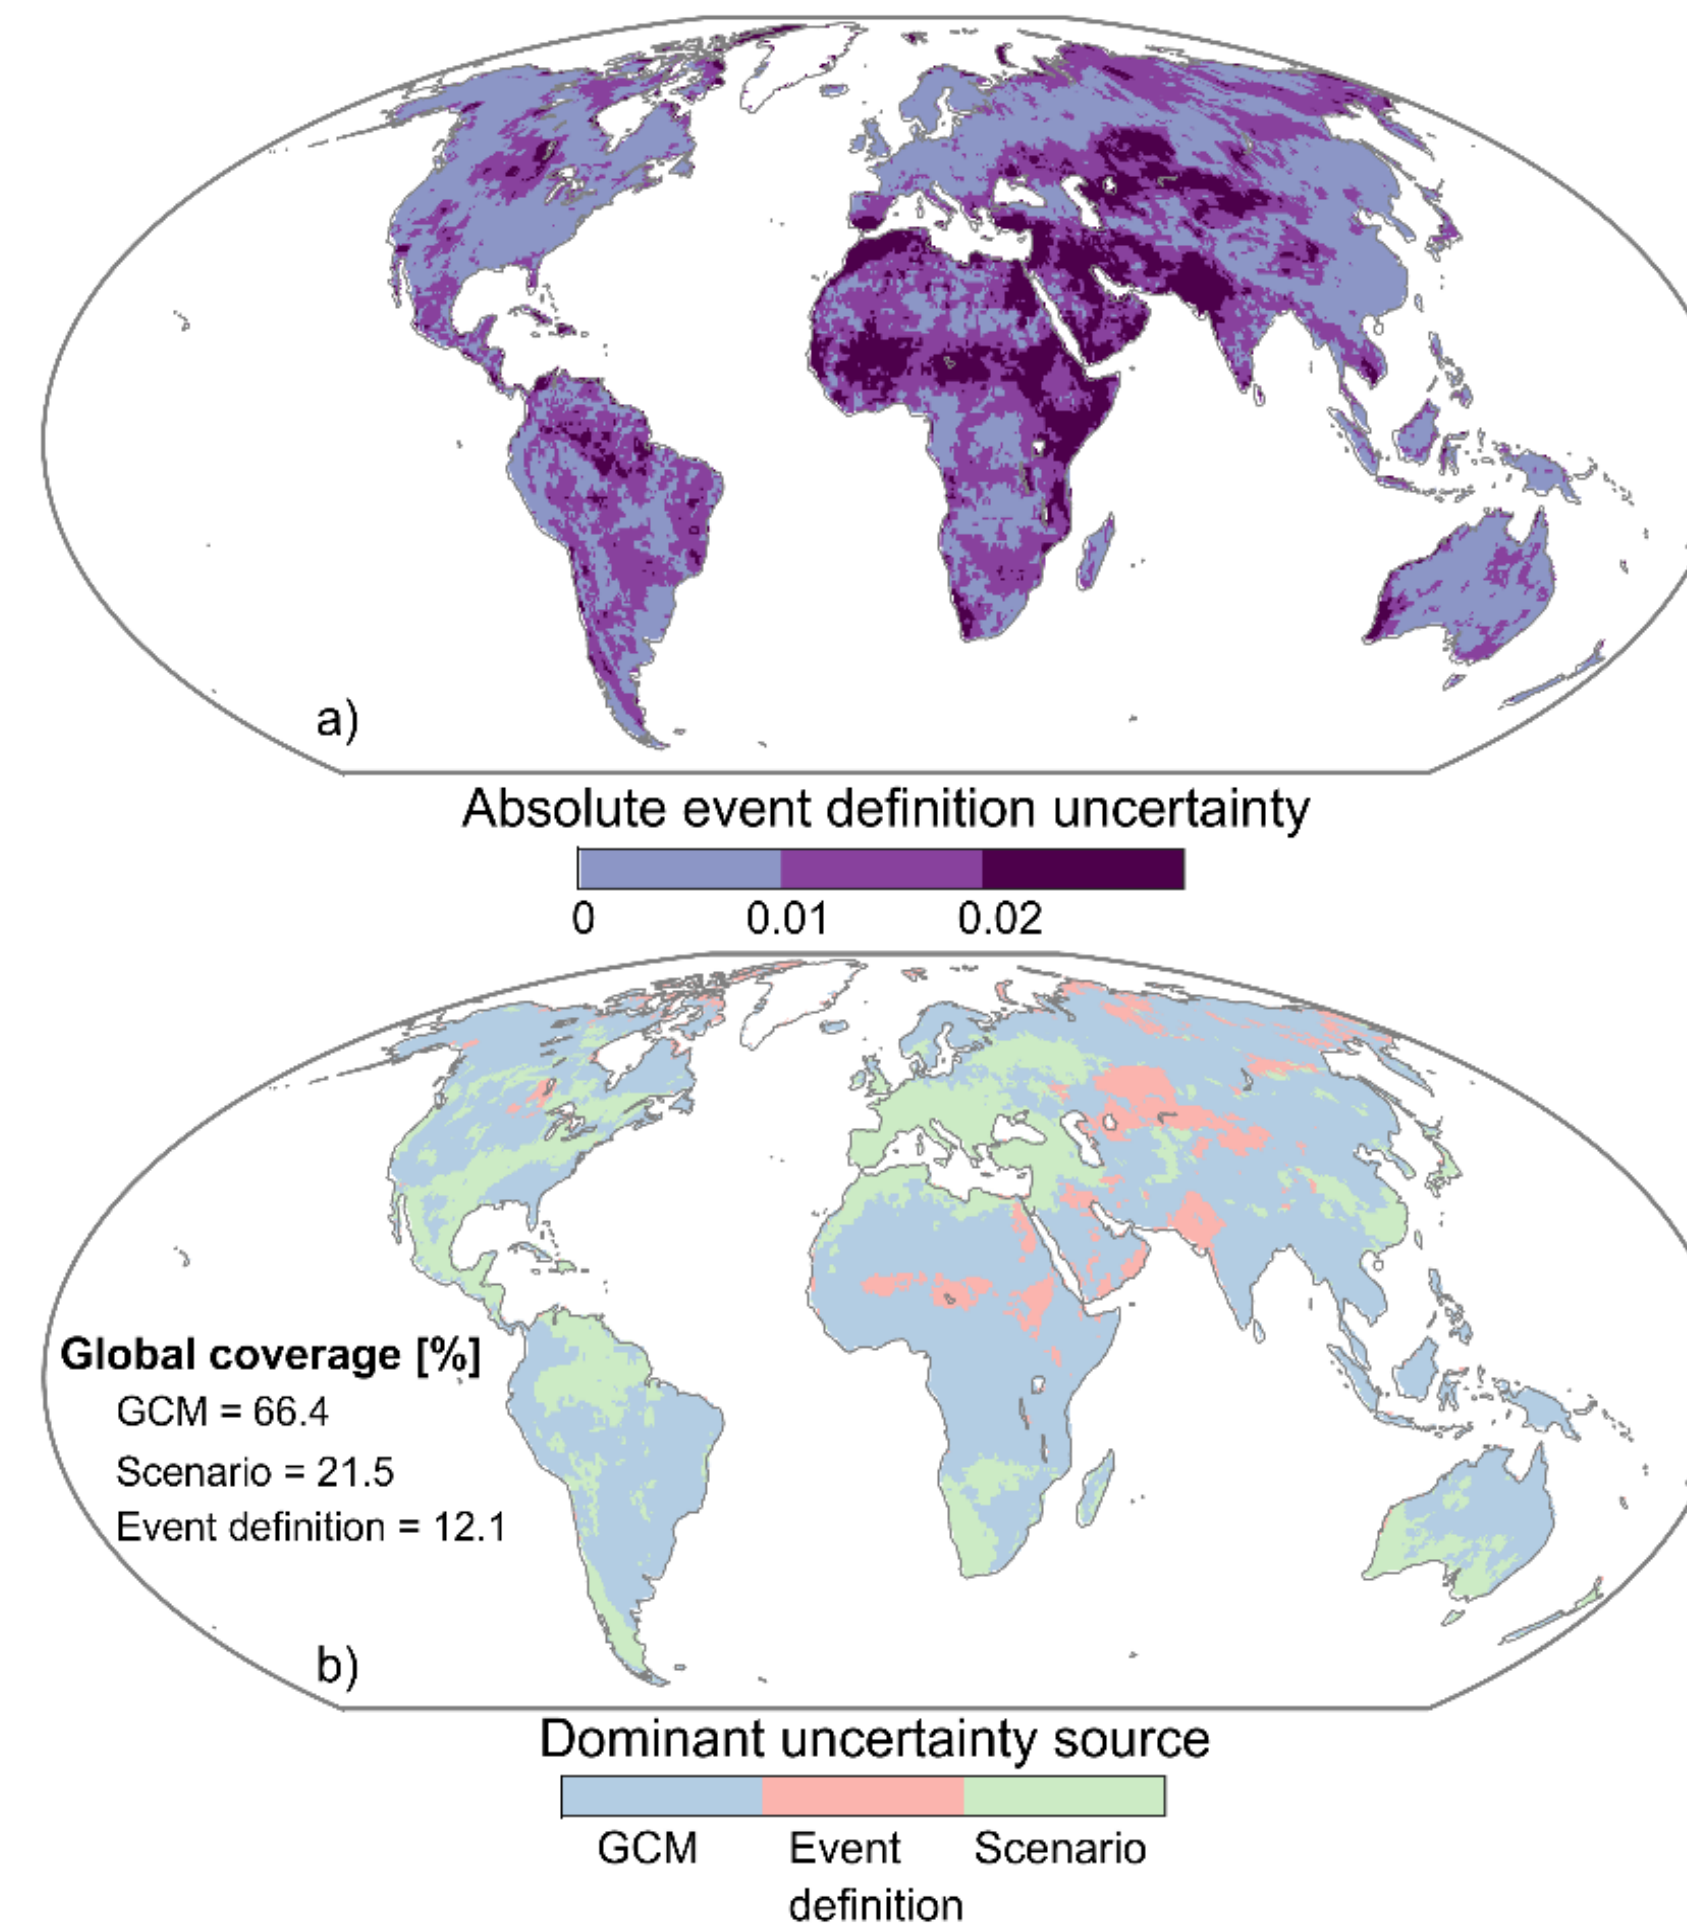 a)
Absolute event definition uncertainty
0 0.01 0.02
Global coverage [%]
GCM = 66.4
Scenario = 21.5
Event definition = 12.1
b)
Dominant uncertainty source
GCM Event Scenario
definition